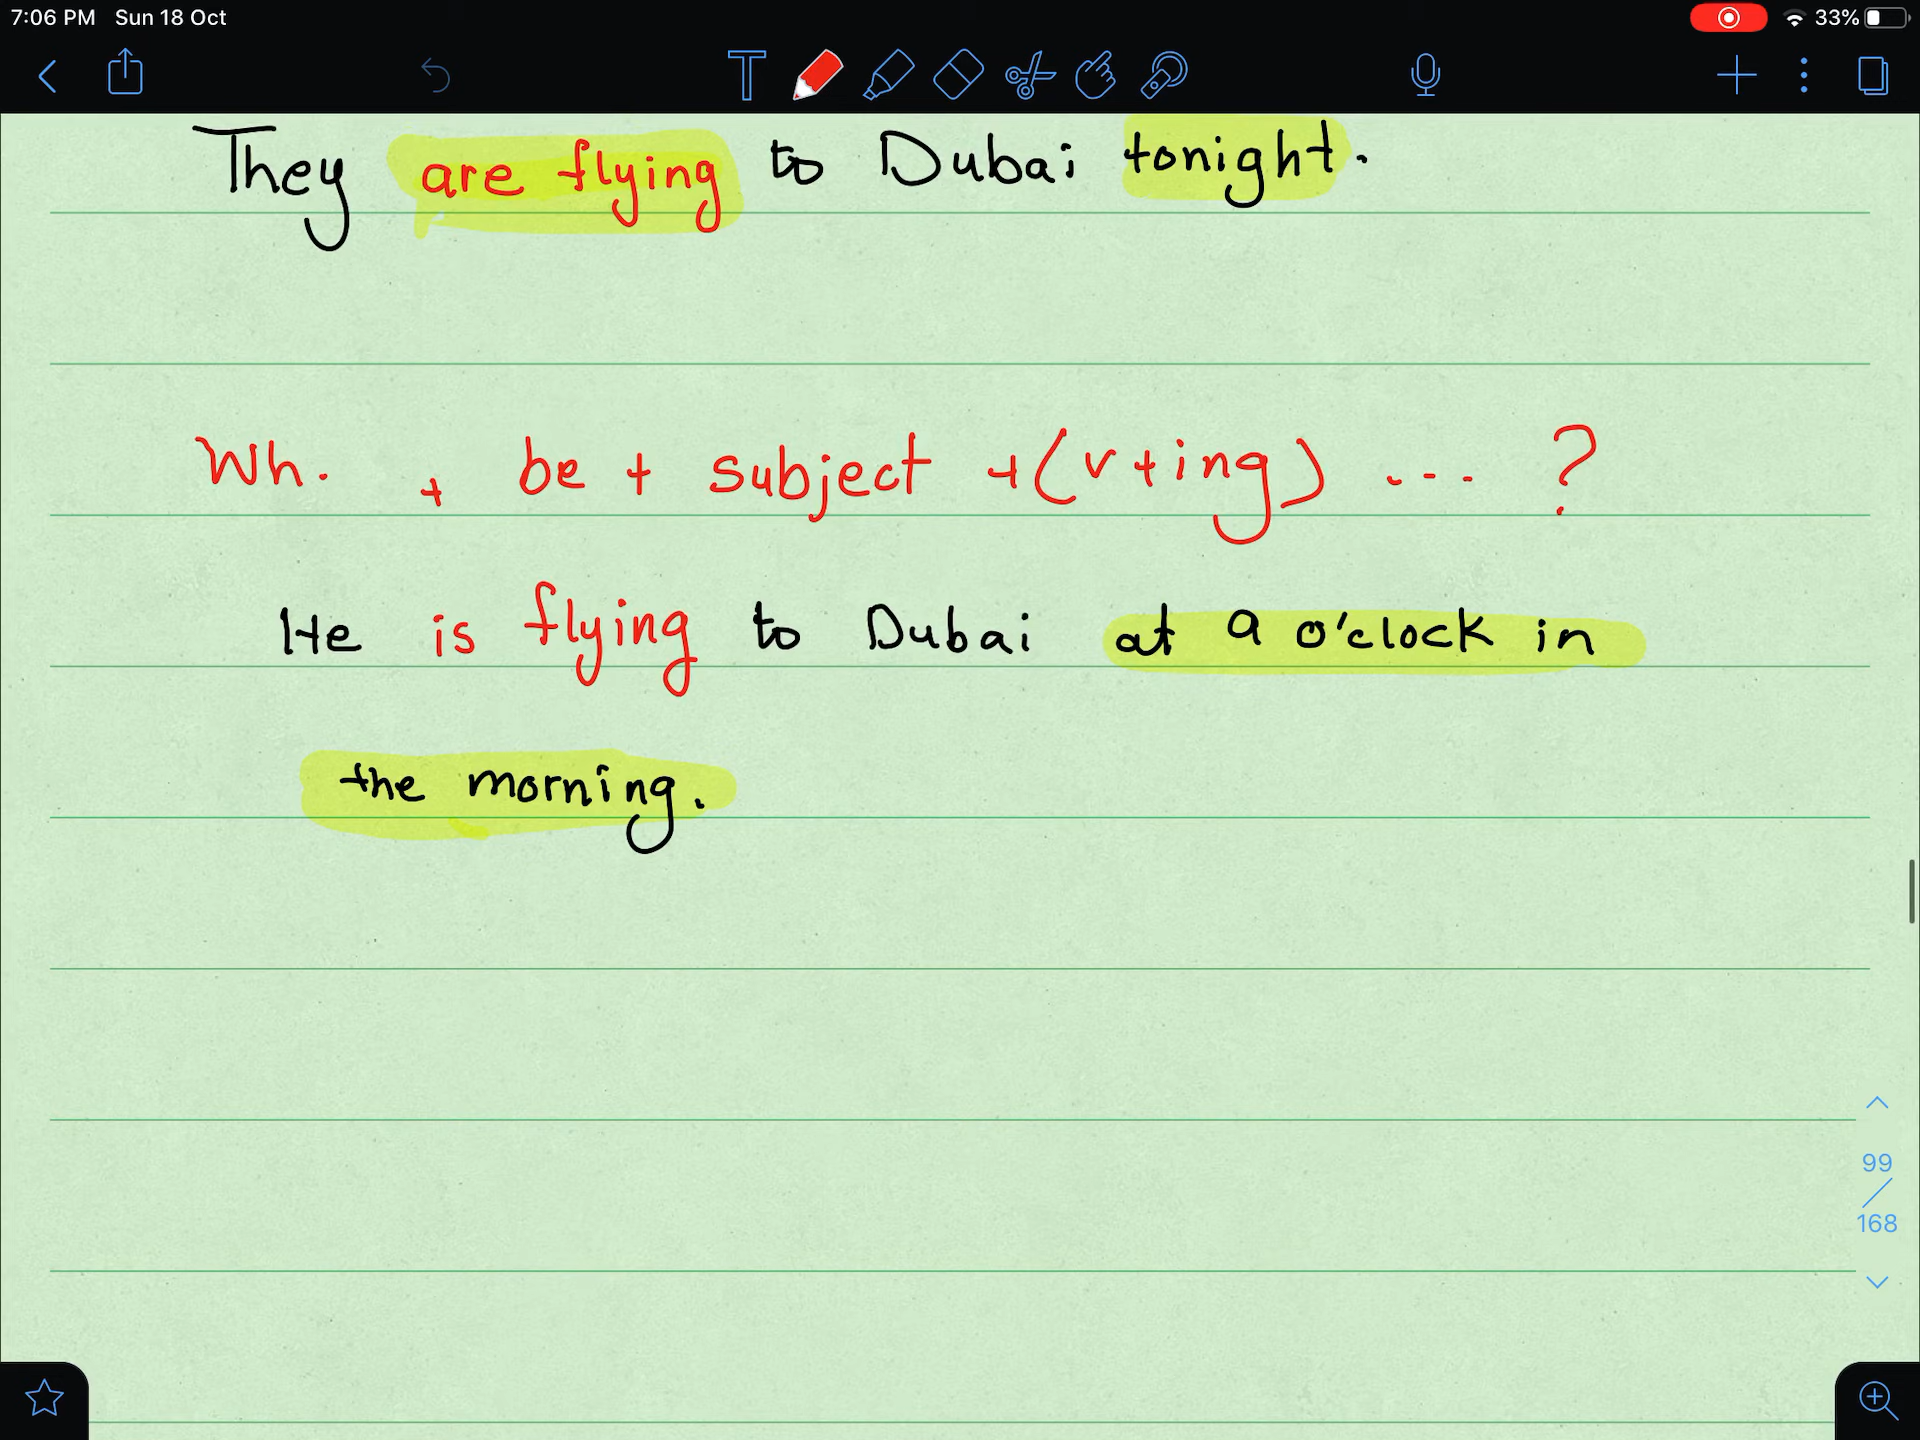 7:06 PM Sun 18 Oct 33%
They are flying to Dubai tonight.
Wh. + be + subject + (v+ing) ... ?
He is flying to Dubai at 9 o'clock in
the morning.
99
/
168